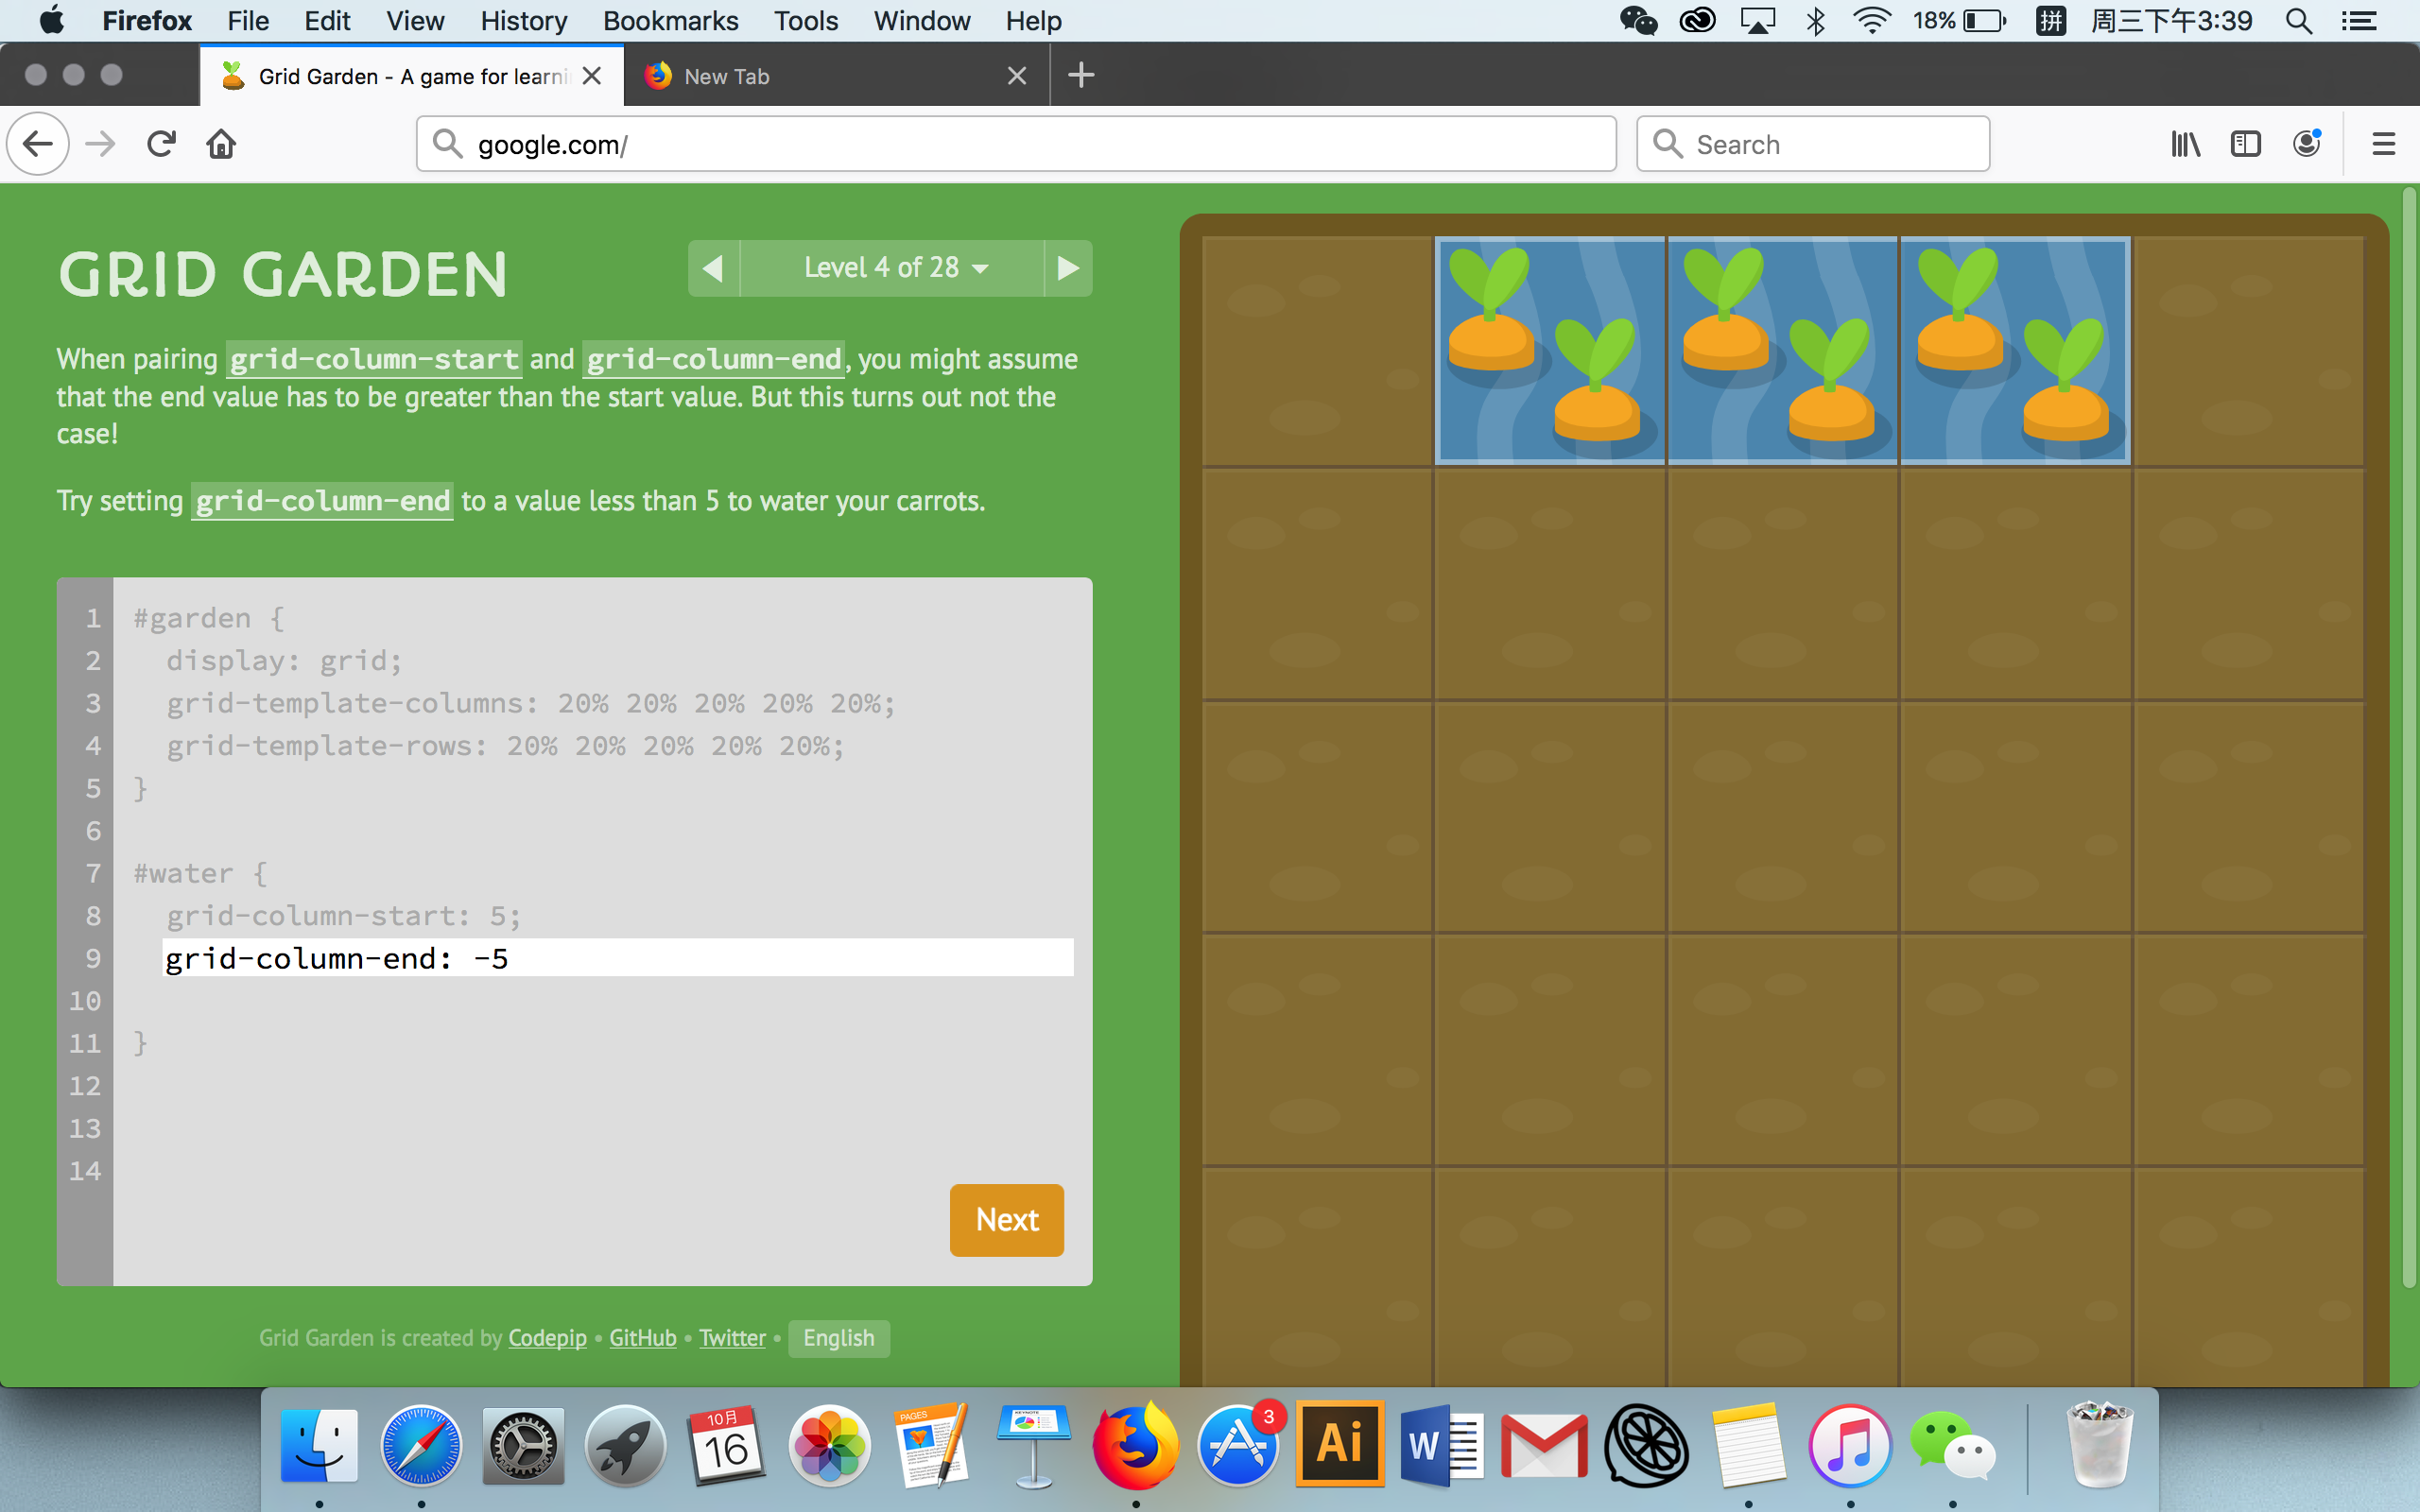 Firefox File Edit View History Bookmarks Tools Window Help 18% 拼 周三下午3:39
Grid Garden - A game for learni
New Tab
google.com/
Search
GRID GARDEN
Level 4 of 28
When pairing grid-column-start and grid-column-end, you might assume
that the end value has to be greater than the start value. But this turns out not the
case!
Try setting grid-column-end to a value less than 5 to water your carrots.
1 #garden {
2 display: grid;
3 grid-template-columns: 20% 20% 20% 20% 20%;
4 grid-template-rows: 20% 20% 20% 20% 20%;
5 }
6
7 #water {
8 grid-column-start: 5;
9 grid-column-end: -5
10
11 }
12
13
14
Next
Grid Garden is created by Codepip • GitHub • Twitter • English
10月
16
PAGES
KEYNOTE
3
Ai
W